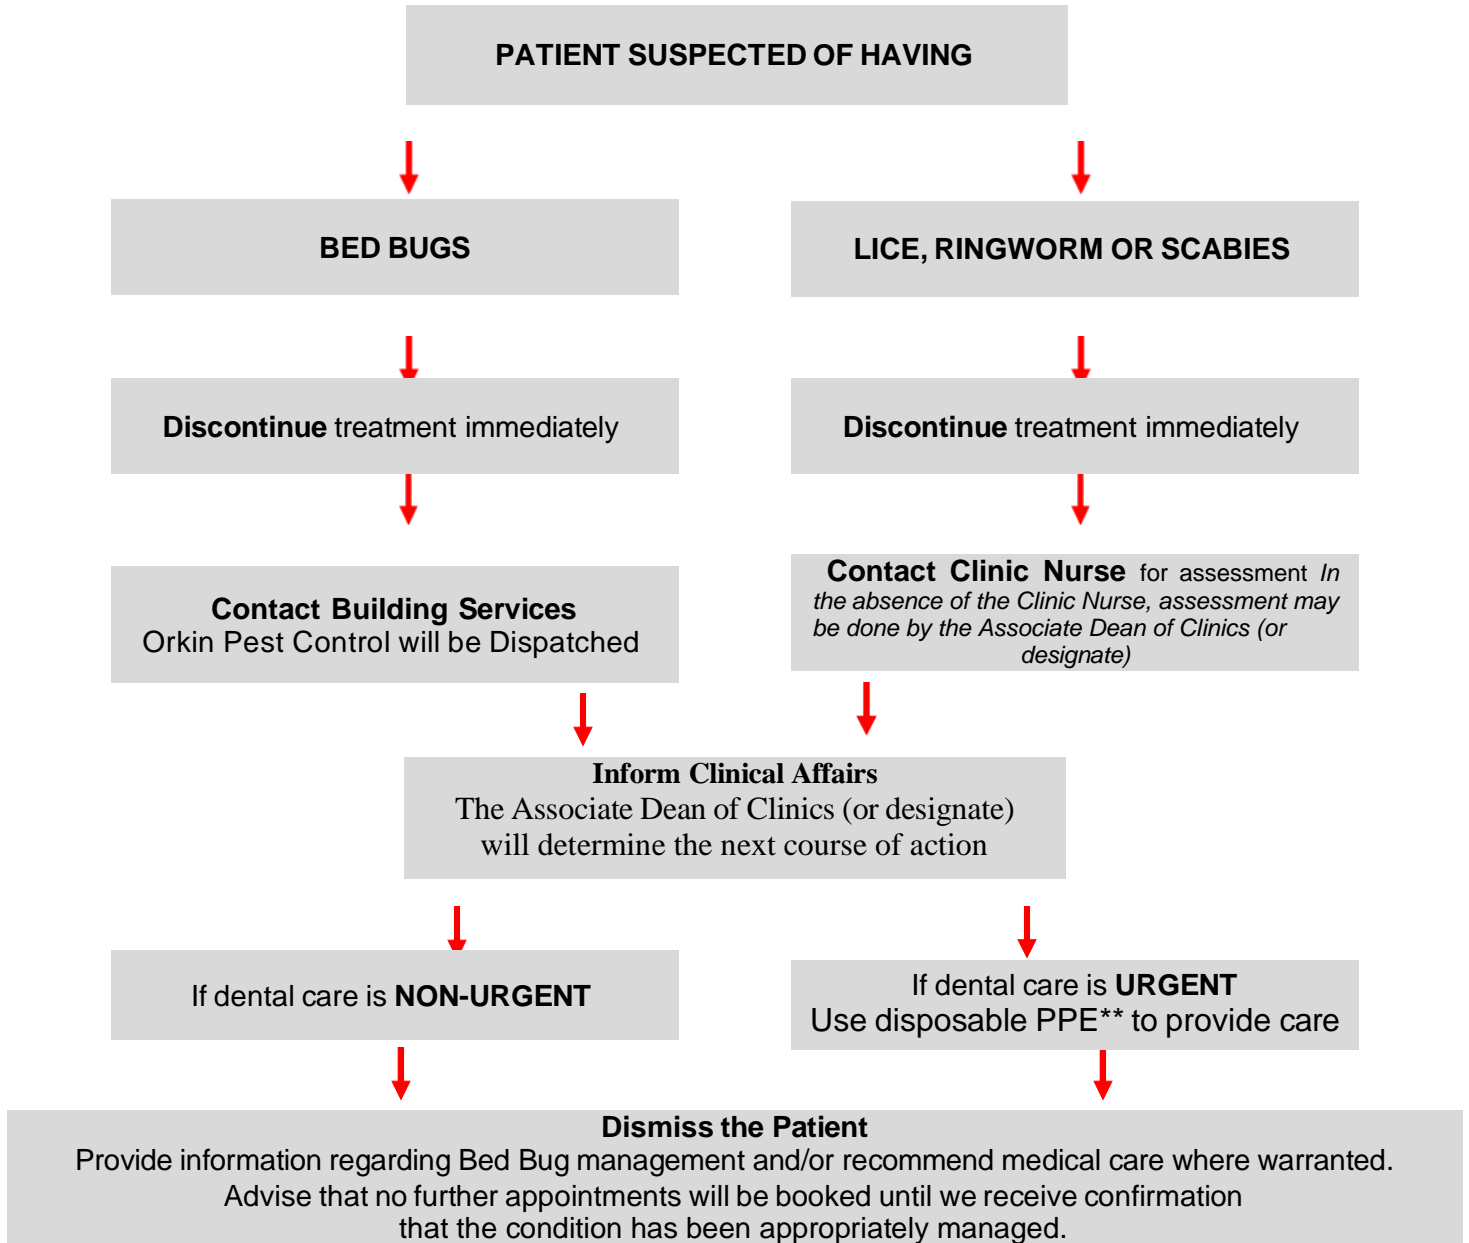 PATIENT SUSPECTED OF HAVING
BED BUGS
LICE, RINGWORM OR SCABIES
Discontinue treatment immediately
Discontinue treatment immediately
Contact Building Services
Orkin Pest Control will be Dispatched
Contact Clinic Nurse for assessment In
the absence of the Clinic Nurse, assessment may
be done by the Associate Dean of Clinics (or
designate)
Inform Clinical Affairs
The Associate Dean of Clinics (or designate)
will determine the next course of action
If dental care is NON-URGENT
If dental care is URGENT
Use disposable PPE** to provide care
Dismiss the Patient
Provide information regarding Bed Bug management and/or recommend medical care where warranted.
Advise that no further appointments will be booked until we receive confirmation
that the condition has been appropriately managed.